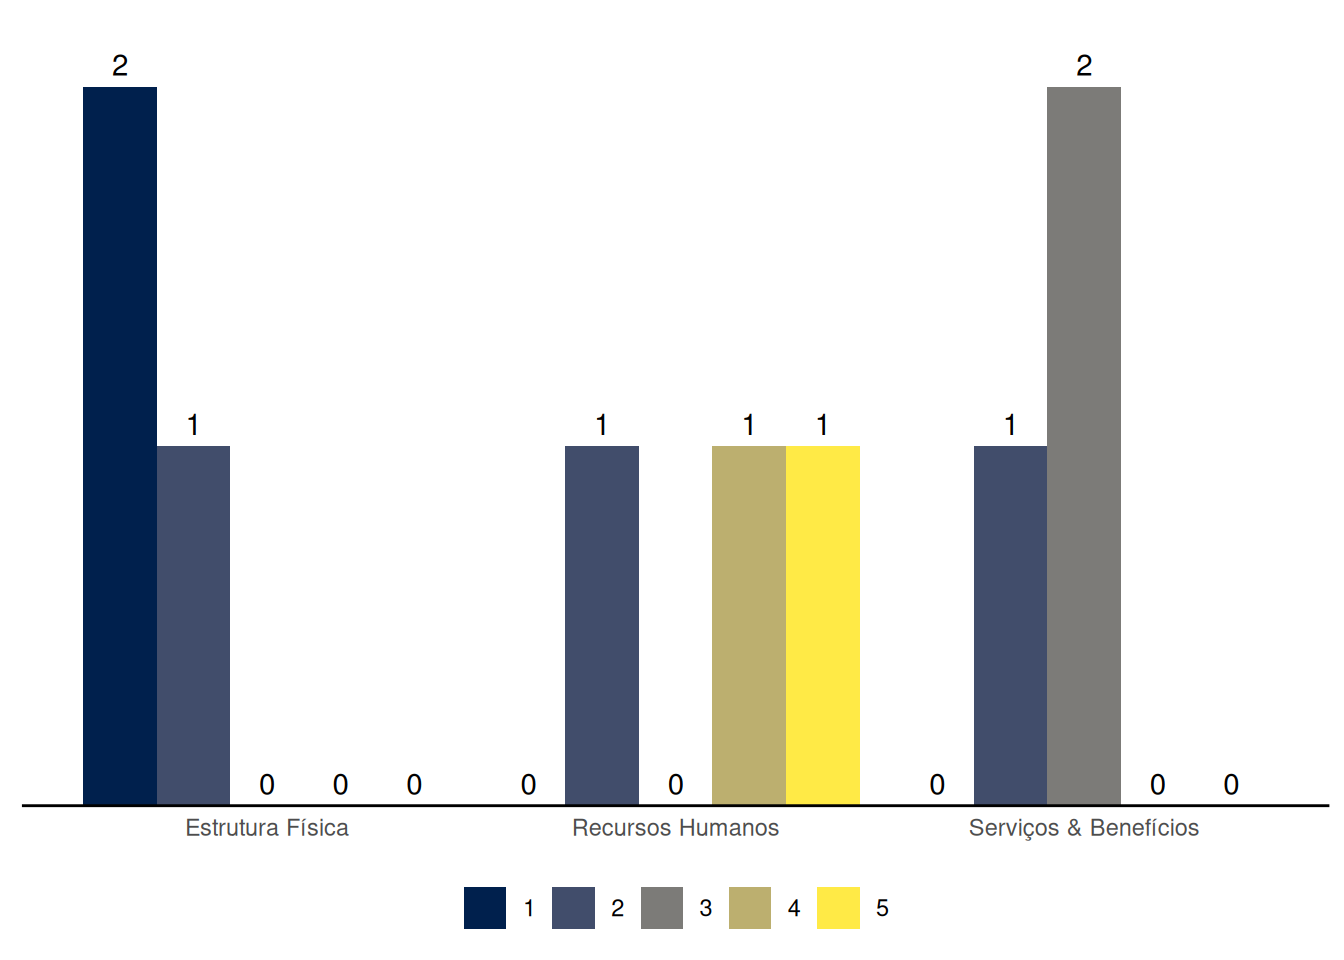 2 2
1 1 1 1 1
0 0 0 0 0 0 0 0
Estrutura Física Recursos Humanos Serviços & Benefícios
1 2 3 4 5